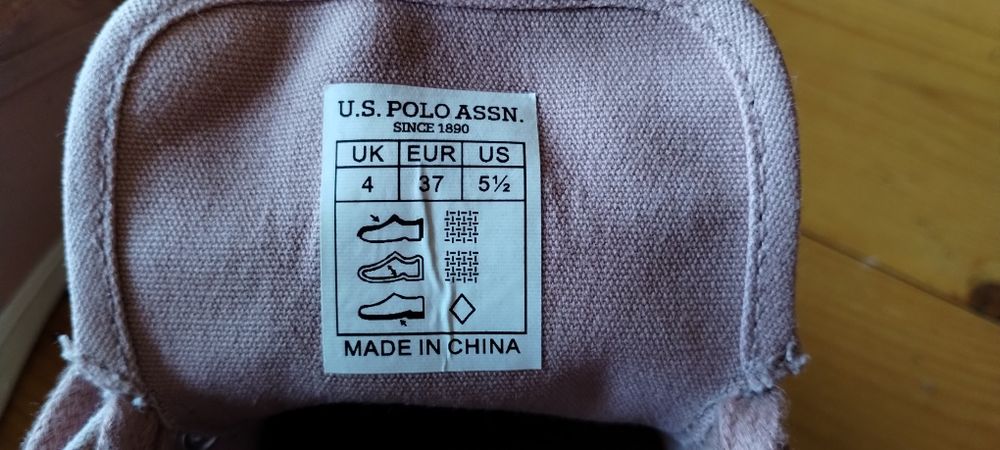 U.S. POLO ASSN.
SINCE 1890
UK EUR US
4 37 5½
MADE IN CHINA